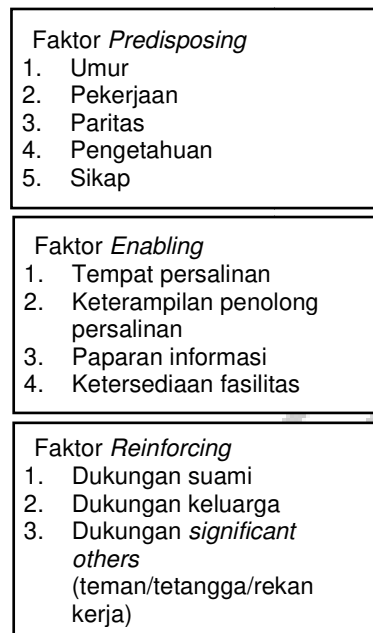 Faktor Predisposing
1. Umur
2. Pekerjaan
3. Paritas
4. Pengetahuan
5. Sikap
Faktor Enabling
1. Tempat persalinan
2. Keterampilan penolong
persalinan
3. Paparan informasi
4. Ketersediaan fasilitas
Faktor Reinforcing
1. Dukungan suami
2. Dukungan keluarga
3. Dukungan significant
others
(teman/tetangga/rekan
kerja)